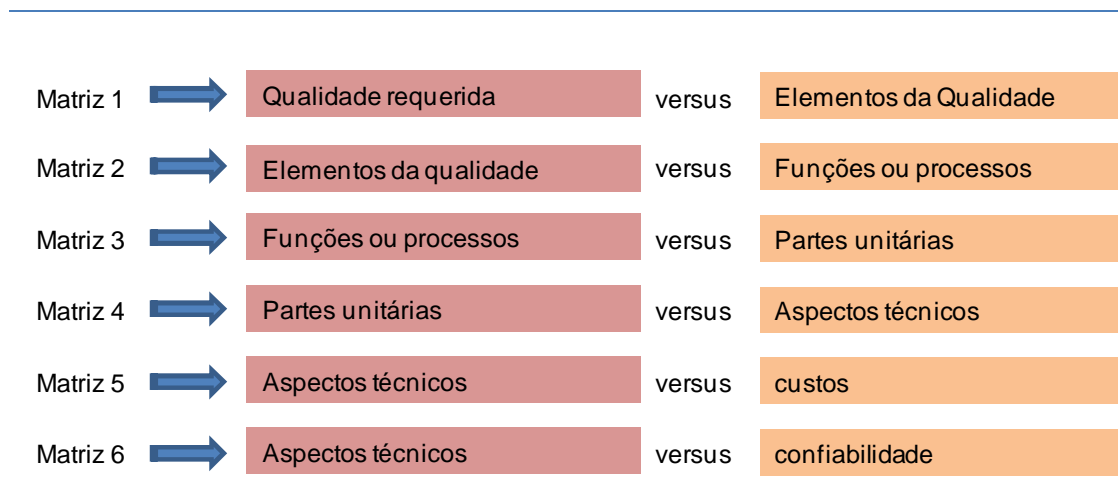 Matriz 1 Qualidade requerida versus Elementos da Qualidade
Matriz 2 Elementos da qualidade versus Funções ou processos
Matriz 3 Funções ou processos versus Partes unitárias
Matriz 4 Partes unitárias versus Aspectos técnicos
Matriz 5 Aspectos técnicos versus custos
Matriz 6 Aspectos técnicos versus confiabilidade